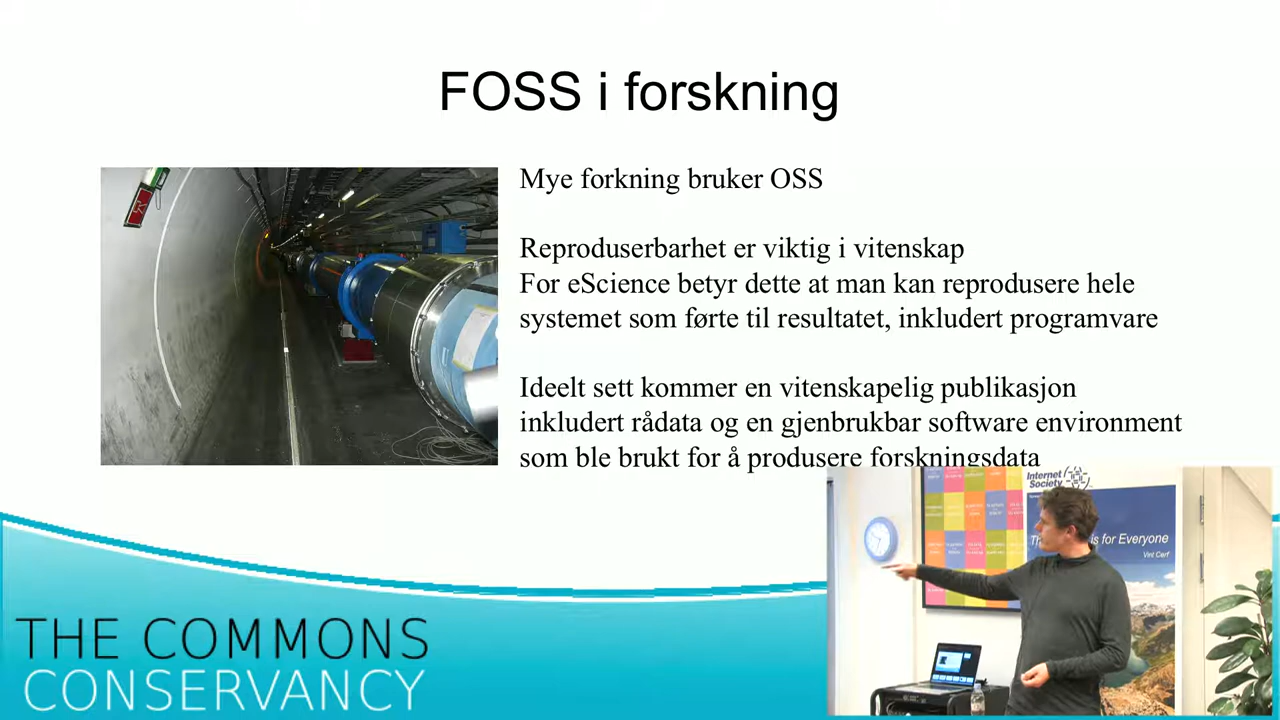 FOSS i forskning
Mye forkning bruker OSS
Reproduserbarhet er viktig i vitenskap
For eScience betyr dette at man kan reprodusere hele
systemet som førte til resultatet, inkludert programvare
Ideelt sett kommer en vitenskapelig publikasjon
inkludert rådata og en gjenbrukbar software environment
som ble brukt for å produsere forskningsdata
Internet
Society
is for Everyone
Vint Cerf
THE COMMONS
CONSERVANCY